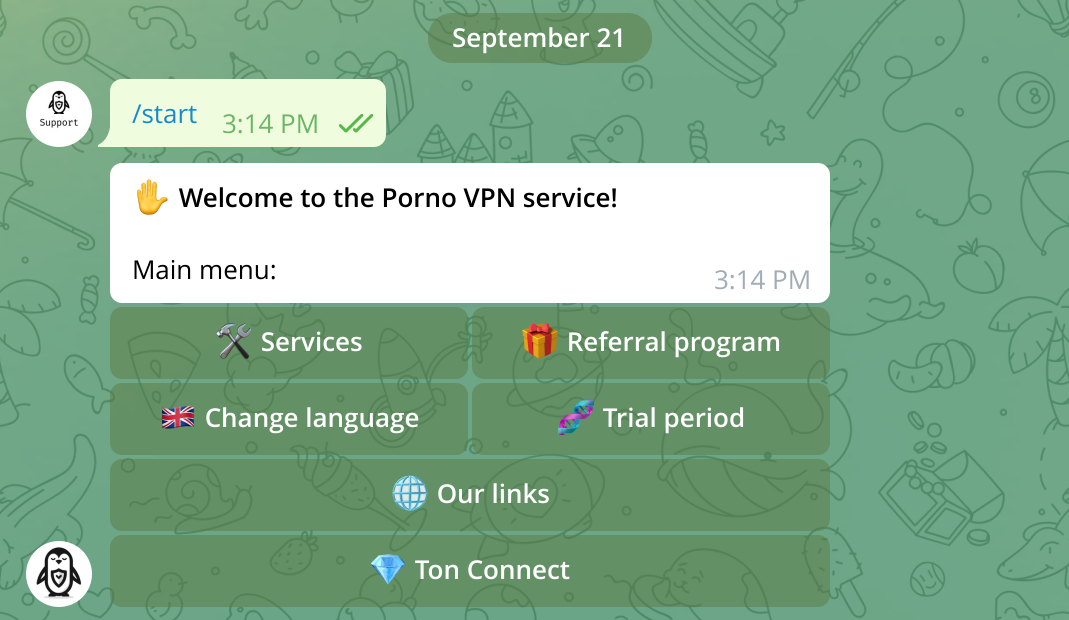 September 21
Support
/start 3:14 PM
✋ Welcome to the Porno VPN service!
Main menu:
3:14 PM
🛠 Services
🎁 Referral program
🇬🇧 Change language
🧬 Trial period
🌐 Our links
💎 Ton Connect
8